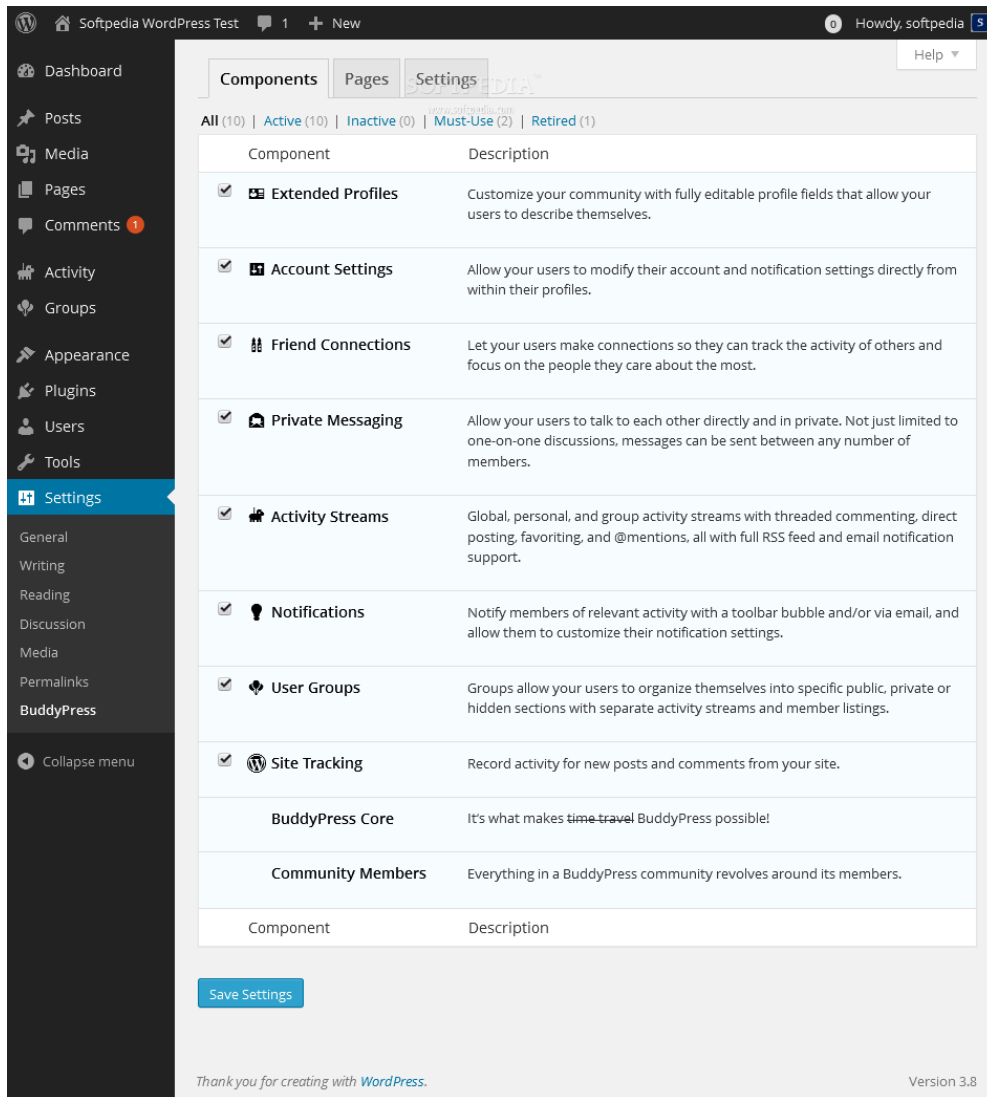 Softpedia WordPress Test 1 + New 0 Howdy, softpedia S
Help
Dashboard
Posts
Media
Pages
Comments 1
Activity
Groups
Appearance
Plugins
Users
Tools
Settings
General
Writing
Reading
Discussion
Media
Permalinks
BuddyPress
Collapse menu
Components Pages Settings
SOFTPEDIA™
www.softpedia.com
All (10) | Active (10) | Inactive (0) | Must-Use (2) | Retired (1)
Component Description
Extended Profiles Customize your community with fully editable profile fields that allow your
users to describe themselves.
Account Settings Allow your users to modify their account and notification settings directly from
within their profiles.
Friend Connections Let your users make connections so they can track the activity of others and
focus on the people they care about the most.
Private Messaging Allow your users to talk to each other directly and in private. Not just limited to
one-on-one discussions, messages can be sent between any number of
members.
Activity Streams Global, personal, and group activity streams with threaded commenting, direct
posting, favoriting, and @mentions, all with full RSS feed and email notification
support.
Notifications Notify members of relevant activity with a toolbar bubble and/or via email, and
allow them to customize their notification settings.
User Groups Groups allow your users to organize themselves into specific public, private or
hidden sections with separate activity streams and member listings.
Site Tracking Record activity for new posts and comments from your site.
BuddyPress Core It's what makes time travel BuddyPress possible!
Community Members Everything in a BuddyPress community revolves around its members.
Component Description
Save Settings
Thank you for creating with WordPress. Version 3.8